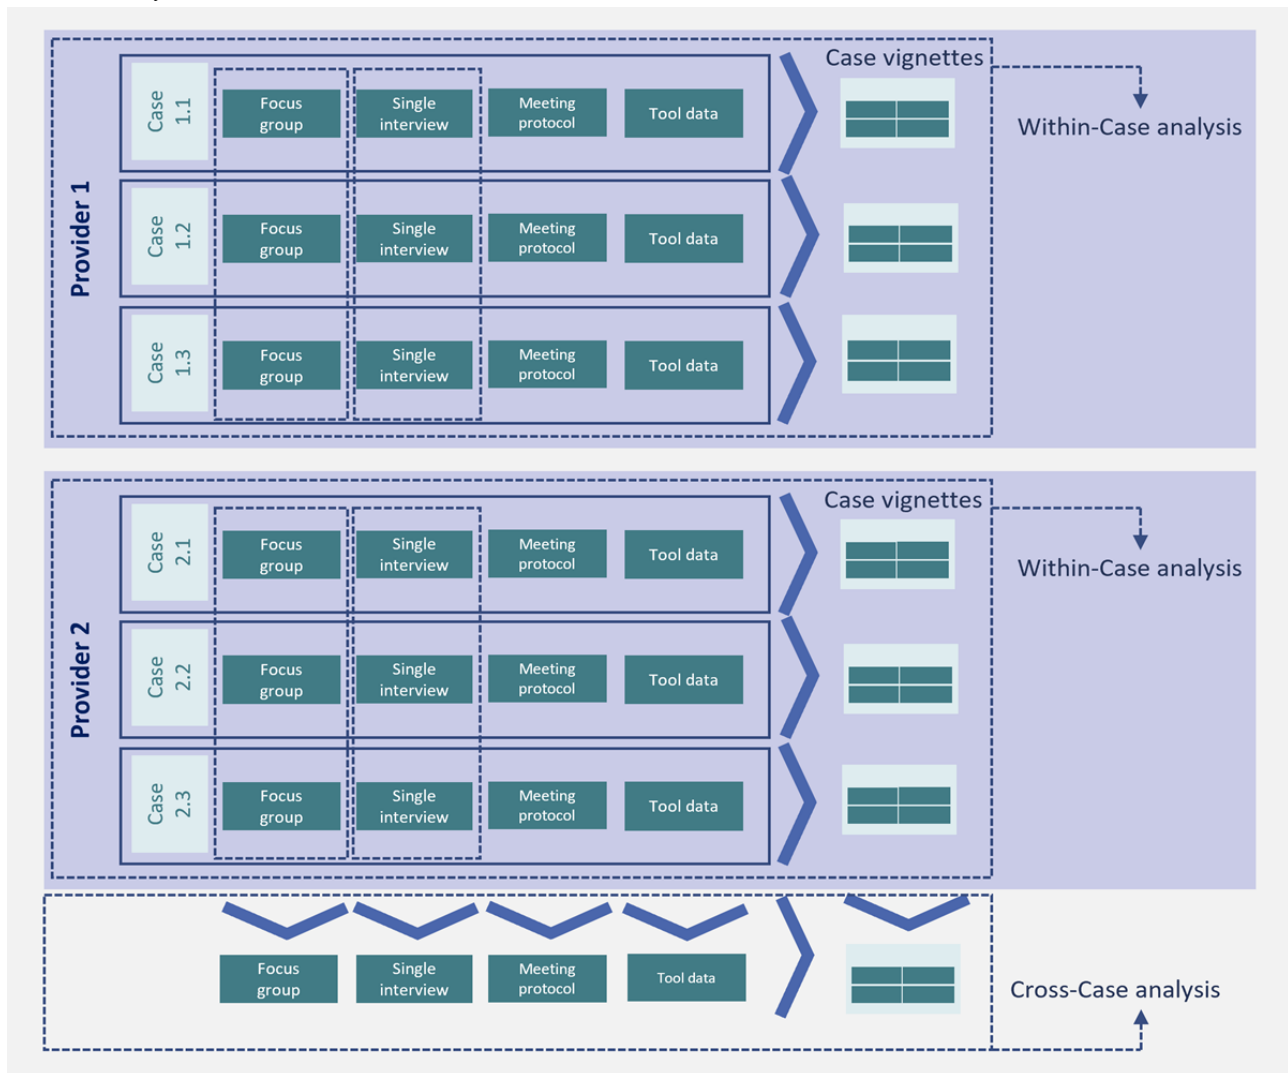 Case vignettes
Case
1.1
Focus
group
Single
interview
Meeting
protocol
Tool data
Within-Case analysis
Provider 1
Case
1.2
Focus
group
Single
interview
Meeting
protocol
Tool data
Case
1.3
Focus
group
Single
interview
Meeting
protocol
Tool data
Case vignettes
Case
2.1
Focus
group
Single
interview
Meeting
protocol
Tool data
Within-Case analysis
Provider 2
Case
2.2
Focus
group
Single
interview
Meeting
protocol
Tool data
Case
2.3
Focus
group
Single
interview
Meeting
protocol
Tool data
Focus
group
Single
interview
Meeting
protocol
Tool data
Cross-Case analysis